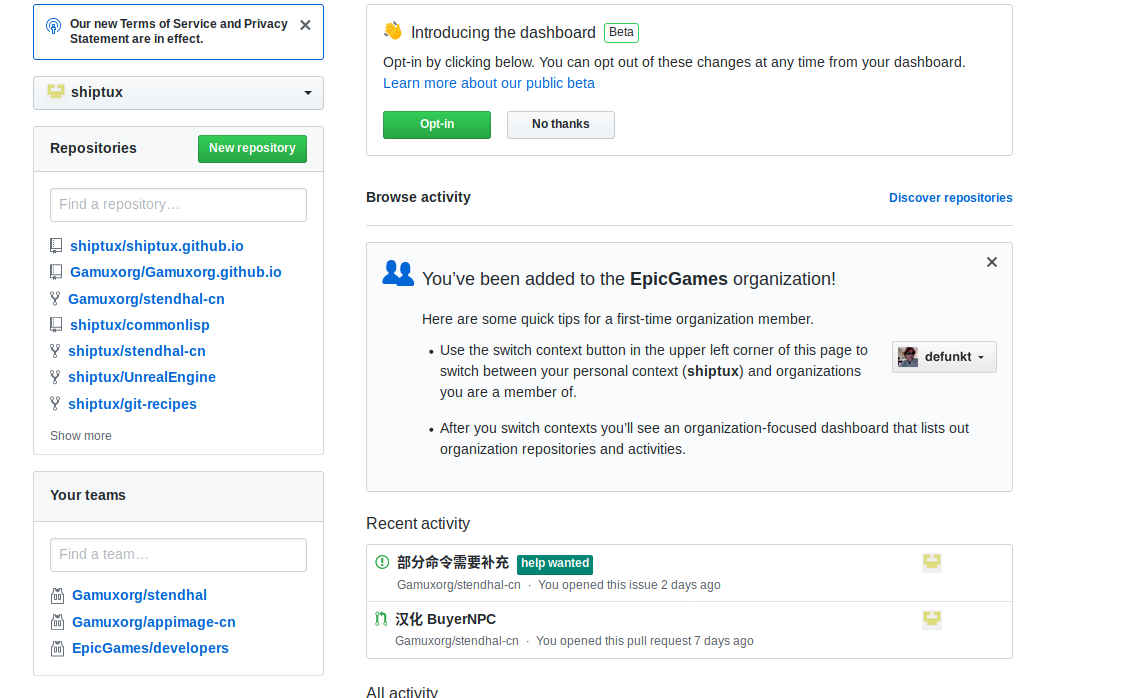 Our new Terms of Service and Privacy
Statement are in effect.
shiptux
Repositories
New repository
Find a repository…
shiptux/shiptux.github.io
Gamuxorg/Gamuxorg.github.io
Gamuxorg/stendhal-cn
shiptux/commonlisp
shiptux/stendhal-cn
shiptux/UnrealEngine
shiptux/git-recipes
Show more
Your teams
Find a team…
Gamuxorg/stendhal
Gamuxorg/appimage-cn
EpicGames/developers
Introducing the dashboard Beta
Opt-in by clicking below. You can opt out of these changes at any time from your dashboard.
Learn more about our public beta
Opt-in No thanks
Browse activity Discover repositories
You’ve been added to the EpicGames organization!
Here are some quick tips for a first-time organization member.
• Use the switch context button in the upper left corner of this page to
switch between your personal context (shiptux) and organizations
you are a member of.
defunkt
• After you switch contexts you’ll see an organization-focused dashboard that lists out
organization repositories and activities.
Recent activity
部分命令需要补充 help wanted
Gamuxorg/stendhal-cn · You opened this issue 2 days ago
汉化 BuyerNPC
Gamuxorg/stendhal-cn · You opened this pull request 7 days ago
All activity